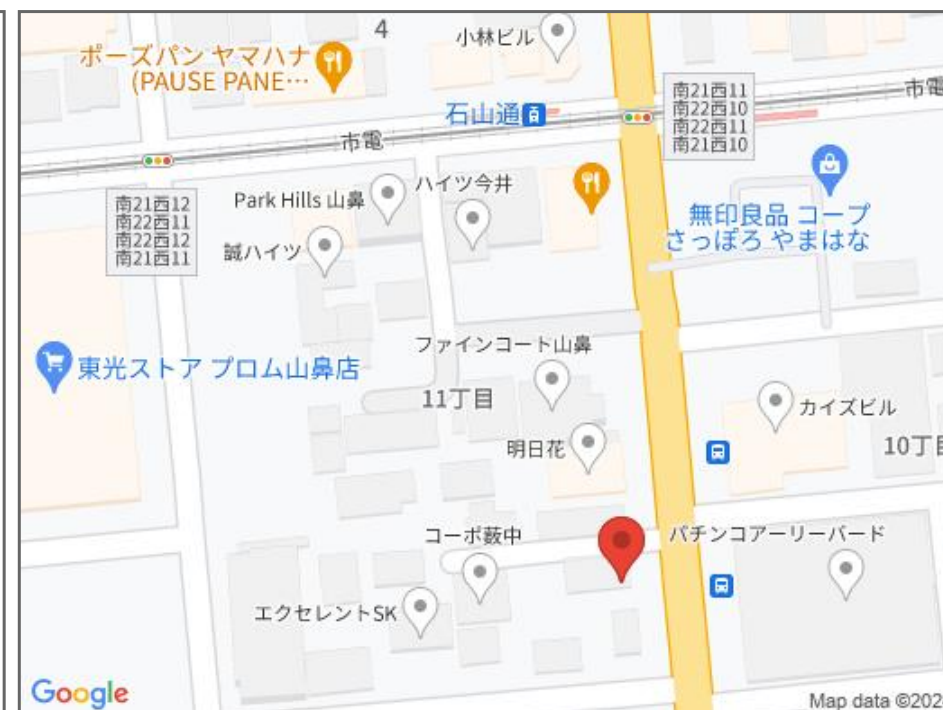 4
小林ビル
ポーズパン ヤマハナ
(PAUSE PANE…
石山通
南21西11
南22西10
南22西11
南21西10
市電
市電
Park Hills 山鼻
ハイツ今井
南21西12
南22西11
南22西12
南21西11
誠ハイツ
無印良品 コープ
さっぽろ やまはな
東光ストア プロム山鼻店
ファインコート山鼻
11丁目
カイズビル
明日花
10丁目
コーポ薮中
パチンコアーリーバード
エクセレントSK
Google
Map data ©202